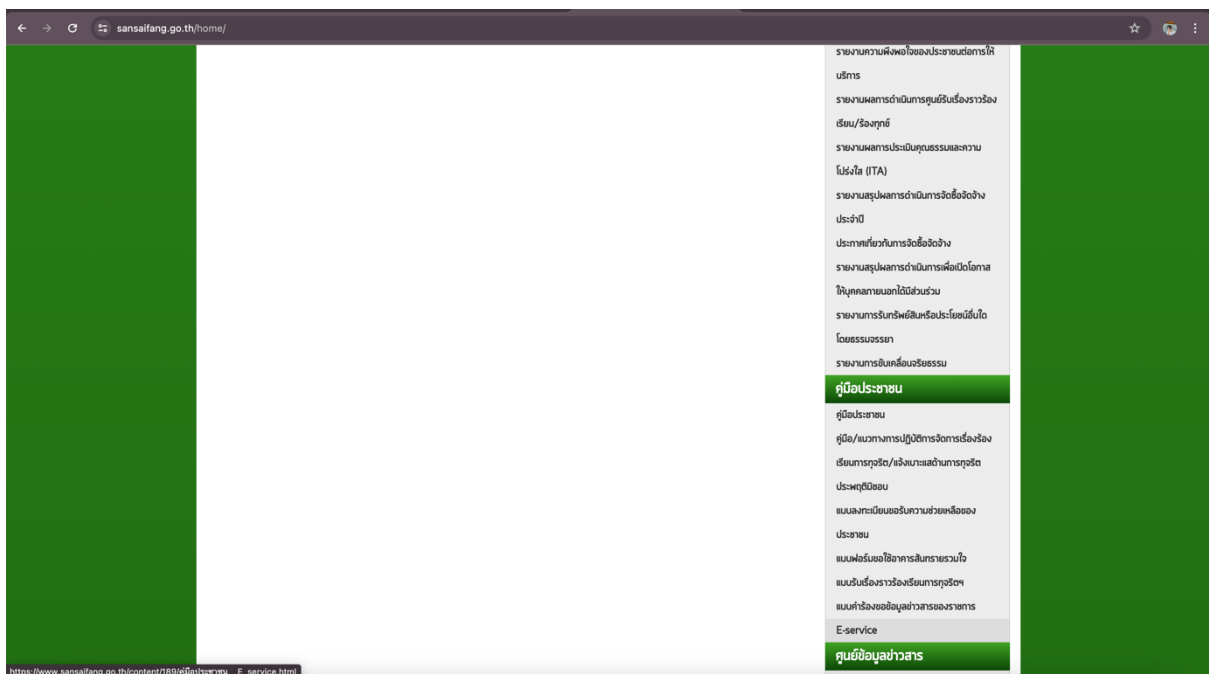 sansaifang.go.th/home/
รายงานความพึงพอใจของประชาชนต่อการให้
บริการ
รายงานผลการดำเนินการศูนย์รับเรื่องราวร้อง
เรียน/ร้องทุกข์
รายงานผลการประเมินคุณธรรมและความ
โปร่งใส (ITA)
รายงานสรุปผลการดำเนินการจัดซื้อจัดจ้าง
ประจำปี
ประกาศเกี่ยวกับการจัดซื้อจัดจ้าง
รายงานสรุปผลการดำเนินการเพื่อเปิดโอกาส
ให้บุคคลภายนอกได้มีส่วนร่วม
รายงานการรับทรัพย์สินหรือประโยชน์อื่นใด
โดยธรรมจรรยา
รายงานการขับเคลื่อนจริยธรรม
คู่มือประชาชน
คู่มือประชาชน
คู่มือ/แนวทางการปฏิบัติการจัดการเรื่องร้อง
เรียนการทุจริต/แจ้งเบาะแสด้านการทุจริต
ประพฤติมิชอบ
แบบลงทะเบียนขอรับความช่วยเหลือของ
ประชาชน
แบบฟอร์มขอใช้อาคารสันทรายรวมใจ
แบบรับเรื่องราวร้องเรียนการทุจริตฯ
แบบคำร้องขอข้อมูลข่าวสารของราชการ
E-service
ศูนย์ข้อมูลข่าวสาร
https://www.sansaifang.go.th/content/189/คู่มือประชาชน__E_service.html